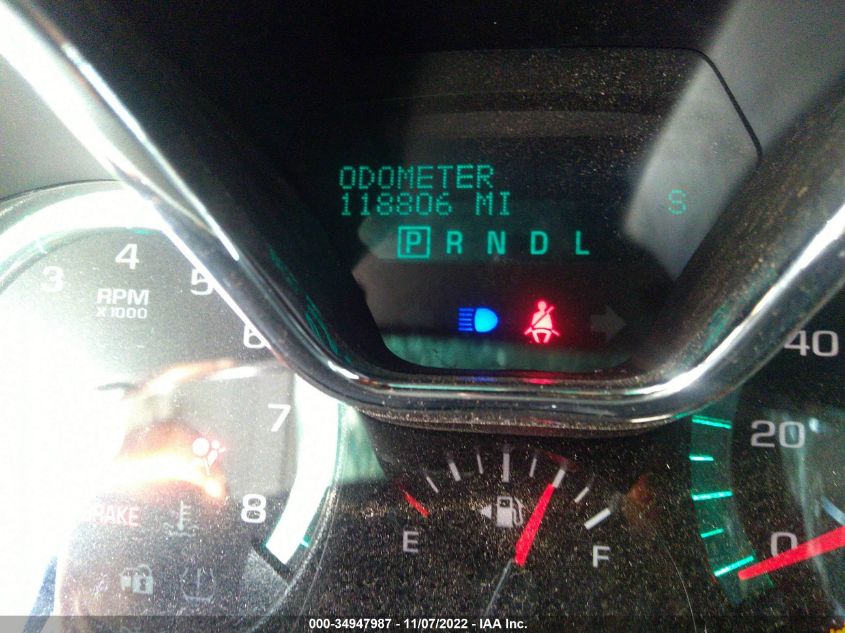 ODOMETER
118806 MI
S
P R N D L
3
4
5
6
7
8
RPM
X1000
BRAKE
E
F
40
20
0
000-34947987 - 11/07/2022 - IAA Inc.